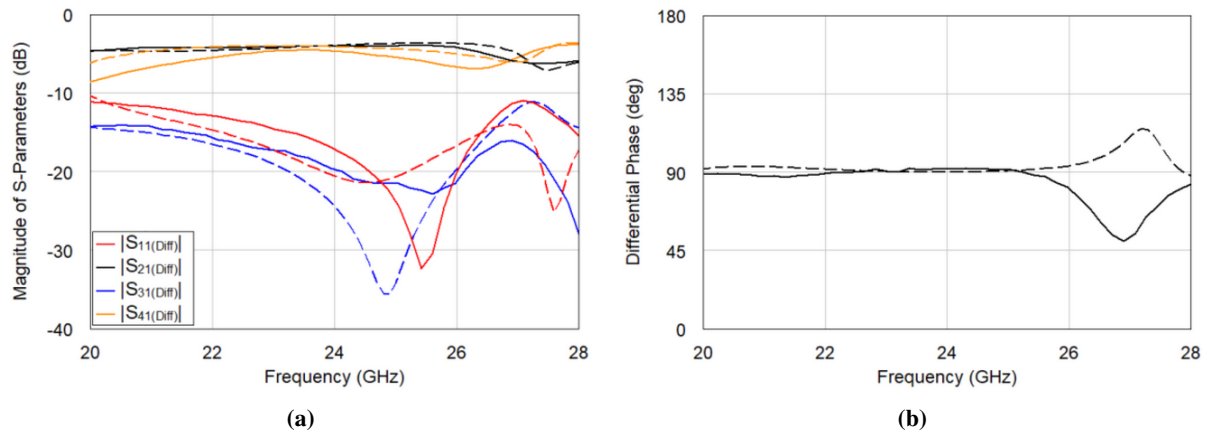 0
-10
-20
-30
-40
Magnitude of S-Parameters (dB)
|S11(Diff)|
|S21(Diff)|
|S31(Diff)|
|S41(Diff)|
20 22 24 26 28
Frequency (GHz)
(a)
180
135
90
45
0
Differential Phase (deg)
20 22 24 26 28
Frequency (GHz)
(b)